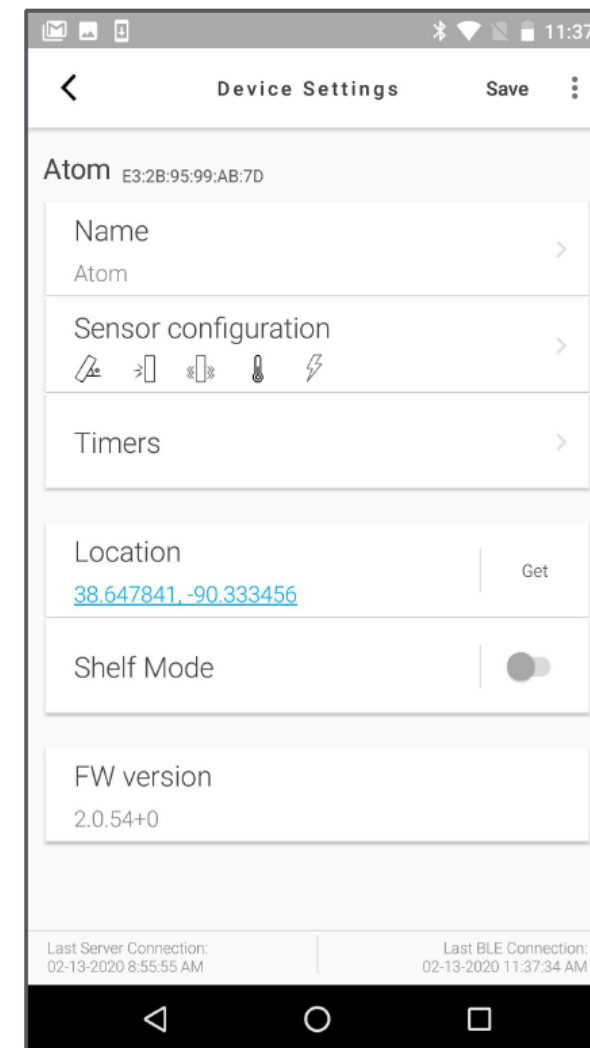 11:37
Device Settings Save
Atom E3:2B:95:99:AB:7D
Name
Atom
Sensor configuration
Timers
Location
38.647841, -90.333456
Get
Shelf Mode
FW version
2.0.54+0
Last Server Connection:
02-13-2020 8:55:55 AM
Last BLE Connection:
02-13-2020 11:37:34 AM